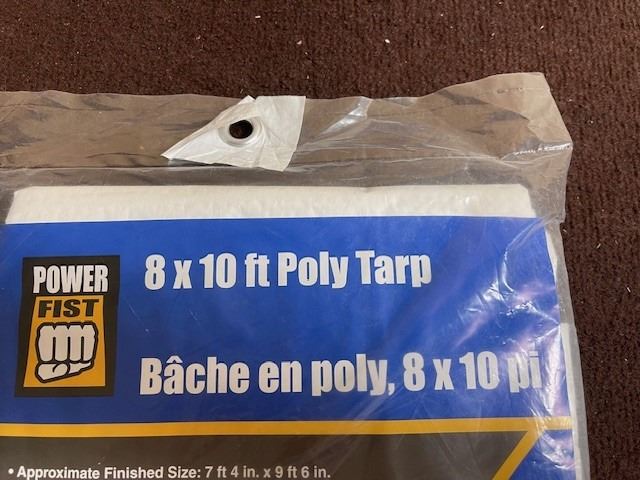 POWER
FIST
8 x 10 ft Poly Tarp
Bâche en poly, 8 x 10 pi
• Approximate Finished Size: 7 ft 4 in. x 9 ft 6 in.